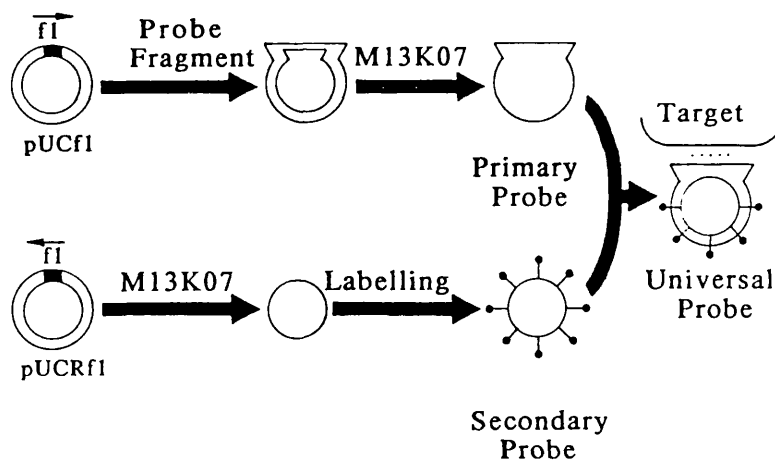 f1
Probe
Fragment
M13K07
pUCf1
Primary
Probe
Target
f1
M13K07
Labelling
pUCRf1
Universal
Probe
Secondary
Probe